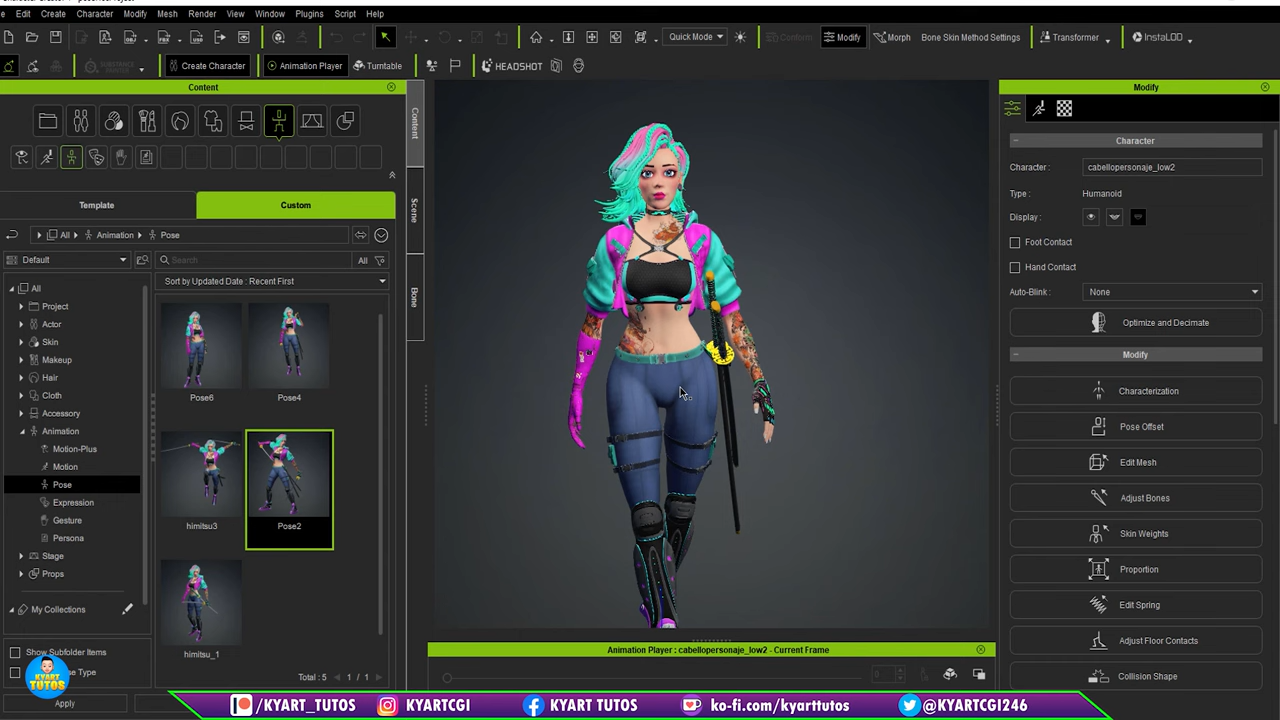 Edit Create Character Modify Mesh Render View Window Plugins Script Help
Quick Mode Modify Morph Bone Skin Method Settings Transformer InstaLOD
Create Character Animation Player Turntable HEADSHOT
Content
Template Custom
All Animation Pose
Default Search All
All
Project
Actor
Skin
Makeup
Hair
Cloth
Accessory
Animation
Motion-Plus
Motion
Pose
Expression
Gesture
Persona
Stage
Props
My Collections
Show Subfolder Items
Apply
Sort by Updated Date : Recent First
Pose6 Pose4
himitsu3 Pose2
himitsu_1
Total : 5 1 / 1
Content
Scene
Bone
Animation Player : cabellopersonaje_low2 - Current Frame
0
Modify
Character
Character : cabellopersonaje_low2
Type : Humanoid
Display :
Foot Contact
Hand Contact
Auto-Blink : None
Optimize and Decimate
Modify
Characterization
Pose Offset
Edit Mesh
Adjust Bones
Skin Weights
Proportion
Edit Spring
Adjust Floor Contacts
Collision Shape
KYART
TUTOS
/KYART_TUTOS KYARTCGI KYART TUTOS ko-fi.com/kyarttutos @KYARTCGI246